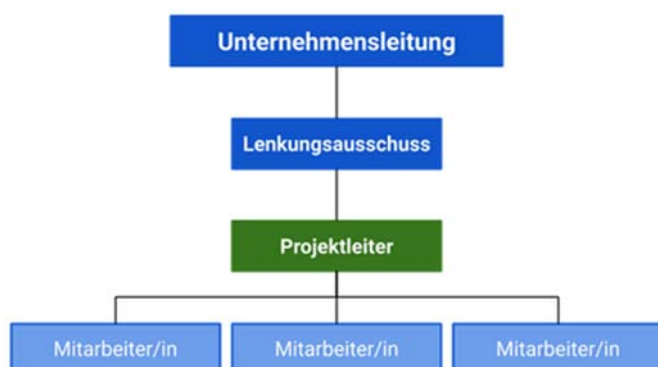 Unternehmensleitung
Lenkungsausschuss
Projektleiter
Mitarbeiter/in Mitarbeiter/in Mitarbeiter/in